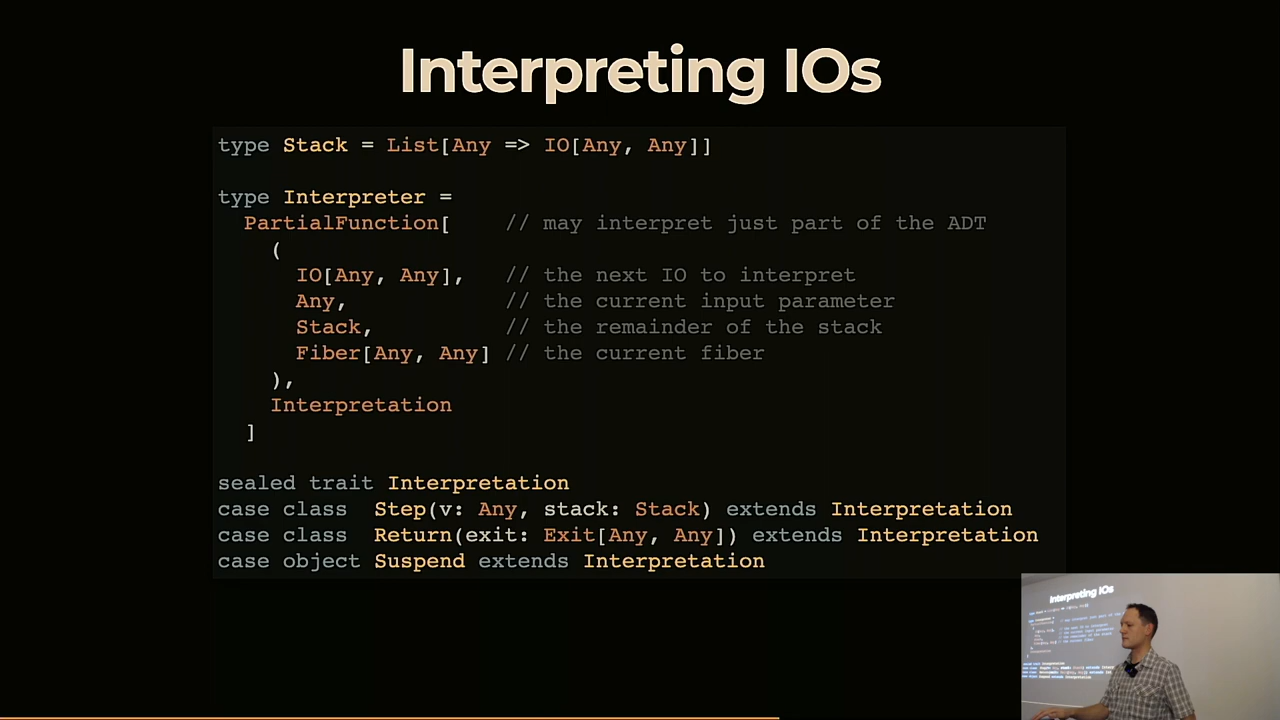 Interpreting IOs
type Stack = List[Any => IO[Any, Any]]
type Interpreter =
PartialFunction[ // may interpret just part of the ADT
(
IO[Any, Any], // the next IO to interpret
Any, // the current input parameter
Stack, // the remainder of the stack
Fiber[Any, Any] // the current fiber
),
Interpretation
]
sealed trait Interpretation
case class Step(v: Any, stack: Stack) extends Interpretation
case class Return(exit: Exit[Any, Any]) extends Interpretation
case object Suspend extends Interpretation
Interpreting IOs